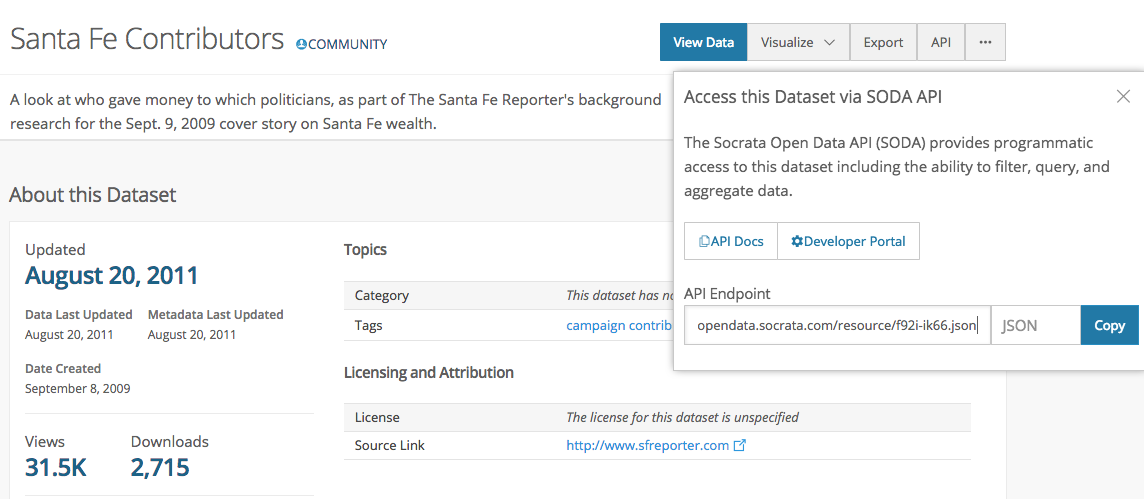 Santa Fe Contributors COMMUNITY
View Data Visualize Export API ...
A look at who gave money to which politicians, as part of The Santa Fe Reporter's background
research for the Sept. 9, 2009 cover story on Santa Fe wealth.
Access this Dataset via SODA API
The Socrata Open Data API (SODA) provides programmatic
access to this dataset including the ability to filter, query, and
aggregate data.
API Docs Developer Portal
API Endpoint
opendata.socrata.com/resource/f92i-ik66.json JSON Copy
About this Dataset
Updated
August 20, 2011
Data Last Updated Metadata Last Updated
August 20, 2011 August 20, 2011
Date Created
September 8, 2009
Views Downloads
31.5K 2,715
Topics
Category This dataset has
Tags campaign contrib
Licensing and Attribution
License The license for this dataset is unspecified
Source Link http://www.sfreporter.com